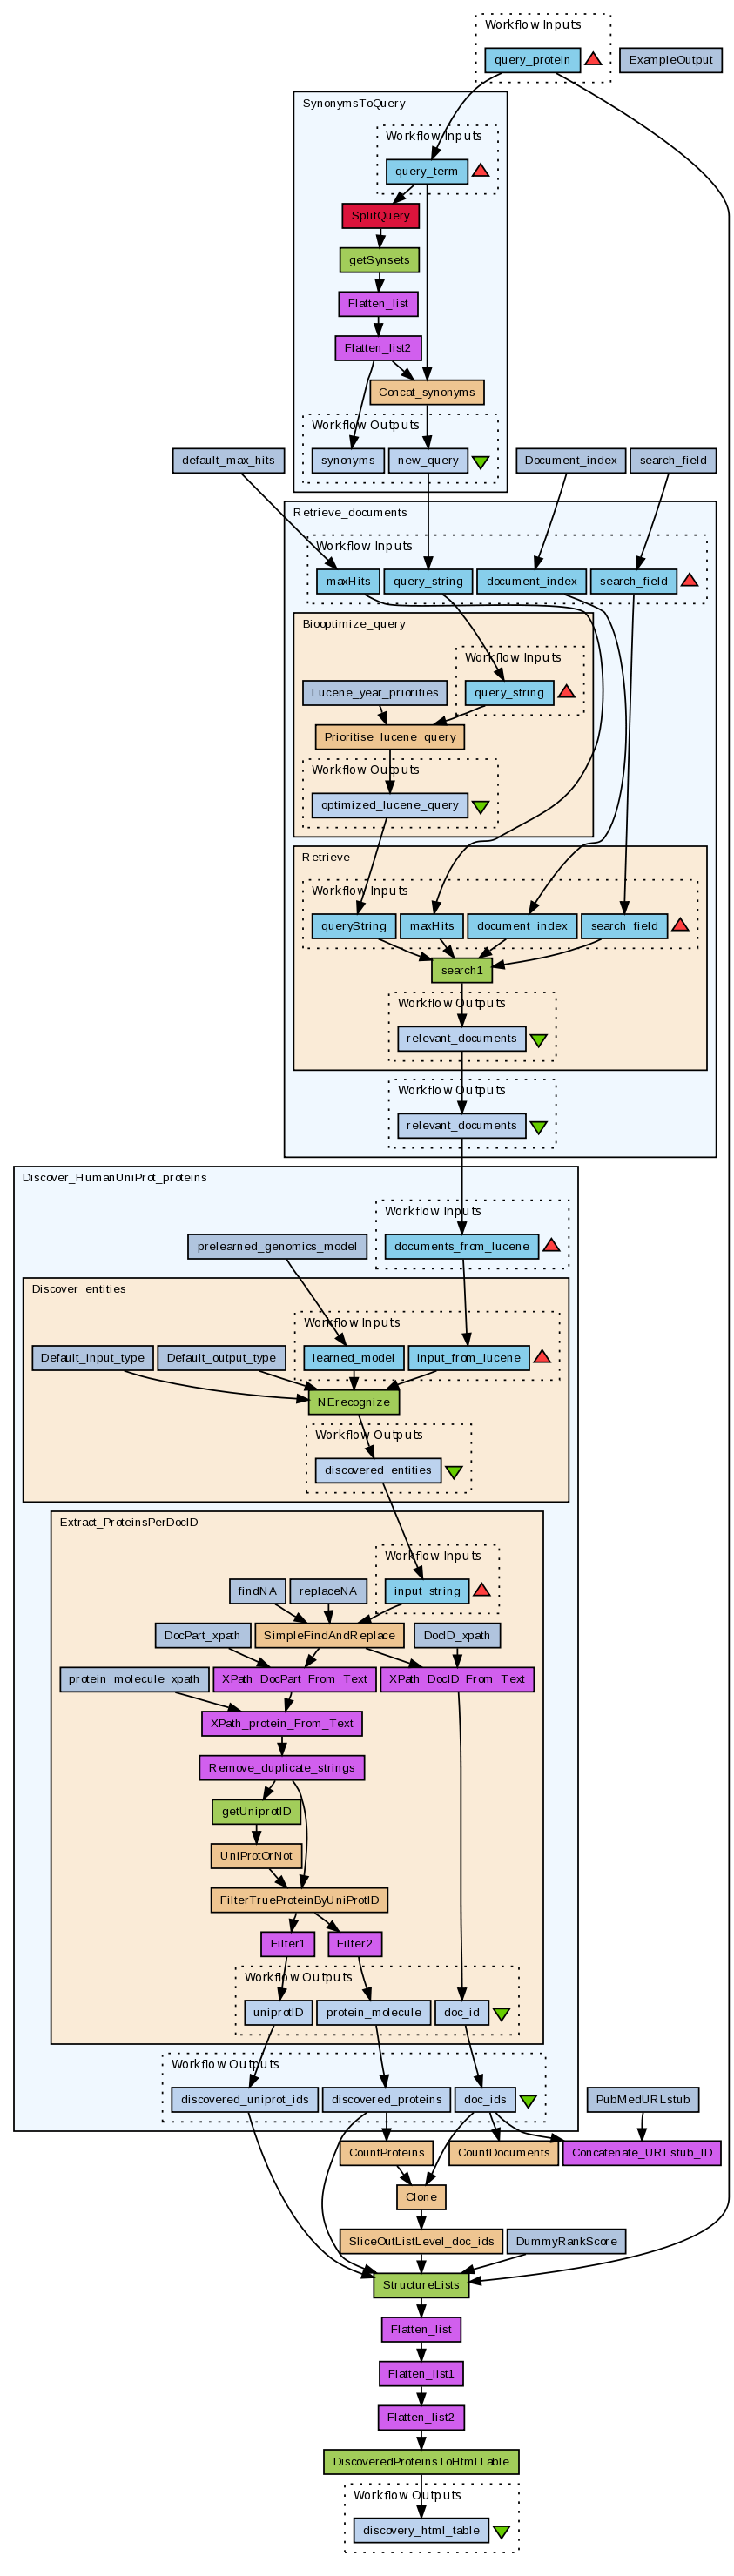 Workflow Inputs
query_protein
ExampleOutput
SynonymsToQuery
Workflow Inputs
query_term
SplitQuery
getSynsets
Flatten_list
Flatten_list2
Concat_synonyms
Workflow Outputs
default_max_hits
synonyms
new_query
Document_index
search_field
Retrieve_documents
Workflow Inputs
maxHits
query_string
document_index
search_field
Biooptimize_query
Workflow Inputs
Lucene_year_priorities
query_string
Prioritise_lucene_query
Workflow Outputs
optimized_lucene_query
Retrieve
Workflow Inputs
queryString
maxHits
document_index
search_field
search1
Workflow Outputs
relevant_documents
Workflow Outputs
relevant_documents
Discover_HumanUniProt_proteins
Workflow Inputs
prelearned_genomics_model
documents_from_lucene
Discover_entities
Workflow Inputs
Default_input_type
Default_output_type
learned_model
input_from_lucene
NErecognize
Workflow Outputs
discovered_entities
Extract_ProteinsPerDocID
Workflow Inputs
findNA
replaceNA
input_string
DocPart_xpath
SimpleFindAndReplace
DocID_xpath
protein_molecule_xpath
XPath_DocPart_From_Text
XPath_DocID_From_Text
XPath_protein_From_Text
Remove_duplicate_strings
getUniprotID
UniProtOrNot
FilterTrueProteinByUniProtID
Filter1
Filter2
Workflow Outputs
uniprotID
protein_molecule
doc_id
Workflow Outputs
discovered_uniprot_ids
discovered_proteins
doc_ids
PubMedURLstub
CountProteins
CountDocuments
Concatenate_URLstub_ID
Clone
SliceOutListLevel_doc_ids
DummyRankScore
StructureLists
Flatten_list
Flatten_list1
Flatten_list2
DiscoveredProteinsToHtmlTable
Workflow Outputs
discovery_html_table